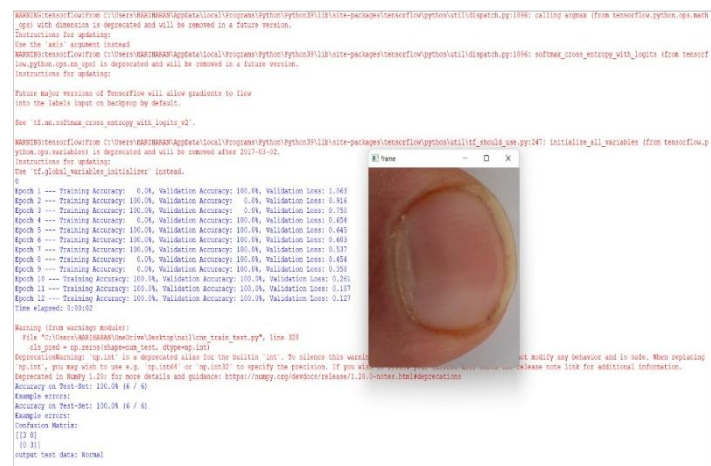 WARNING:tensorflow:From C:\Users\HARIHARAN\AppData\Local\Programs\Python\Python39\lib\site-packages\tensorflow\python\util\dispatch.py:1096: calling argmax (from tensorflow.python.ops.math
_ops) with dimension is deprecated and will be removed in a future version.
Instructions for updating:
Use the `axis` argument instead
WARNING:tensorflow:From C:\Users\HARIHARAN\AppData\Local\Programs\Python\Python39\lib\site-packages\tensorflow\python\util\dispatch.py:1096: softmax_cross_entropy_with_logits (from tensorf
low.python.ops.nn_ops) is deprecated and will be removed in a future version.
Instructions for updating:
Future major versions of TensorFlow will allow gradients to flow
into the labels input on backprop by default.
See `tf.nn.softmax_cross_entropy_with_logits_v2`.
WARNING:tensorflow:From C:\Users\HARIHARAN\AppData\Local\Programs\Python\Python39\lib\site-packages\tensorflow\python\util\tf_should_use.py:247: initialize_all_variables (from tensorflow.p
ython.ops.variables) is deprecated and will be removed after 2017-03-02.
Instructions for updating:
Use `tf.global_variables_initializer` instead.
frame
Epoch 1 --- Training Accuracy: 0.0%, Validation Accuracy: 100.0%, Validation Loss: 1.063
Epoch 2 --- Training Accuracy: 100.0%, Validation Accuracy: 0.0%, Validation Loss: 0.916
Epoch 3 --- Training Accuracy: 100.0%, Validation Accuracy: 0.0%, Validation Loss:
Epoch 4 --- Training Accuracy: 0.0%, Validation Accuracy: 100.0%, Validation Loss: 0.654
Epoch 5 --- Training Accuracy: 100.0%, Validation Accuracy: 100.0%, Validation Loss: 0.645
Epoch 6 --- Training Accuracy: 100.0%, Validation Accuracy: 100.0%, Validation Loss: 0.603
Epoch 7 --- Training Accuracy: 100.0%, Validation Accuracy: 100.0%, Validation Loss: 0.537
Epoch 8 --- Training Accuracy: 0.0%, Validation Accuracy: 100.0%, Validation Loss: 0.454
Epoch 9 --- Training Accuracy: 0.0%, Validation Accuracy: 100.0%, Validation Loss: 0.358
Epoch 10 --- Training Accuracy: 100.0%, Validation Accuracy: 100.0%, Validation Loss: 0.261
Epoch 11 --- Training Accuracy: 100.0%, Validation Accuracy: 100.0%, Validation Loss: 0.187
Epoch 12 --- Training Accuracy: 100.0%, Validation Accuracy: 100.0%, Validation Loss: 0.127
Time elapsed: 0:00:02
Warning (from warnings module):
File "C:\Users\HARIHARAN\OneDrive\Desktop\nail\cnn_train_test.py", line 328
cls_pred = np.zeros(shape=num_test, dtype=np.int)
DeprecationWarning: `np.int` is a deprecated alias for the builtin `int`. To silence this warni ot modify any behavior and is safe. When replacing
`np.int`, you may wish to use e.g. `np.int64` or `np.int32` to specify the precision. If you wis release note link for additional information.
Deprecated in NumPy 1.20; for more details and guidance: https://numpy.org/devdocs/release/1.20.0-notes.html#deprecations
Accuracy on Test-Set: 100.0% (6 / 6)
Example errors:
Accuracy on Test-Set: 100.0% (6 / 6)
Example errors:
Confusion Matrix:
[[3 0]
[0 3]]
output test data: Normal